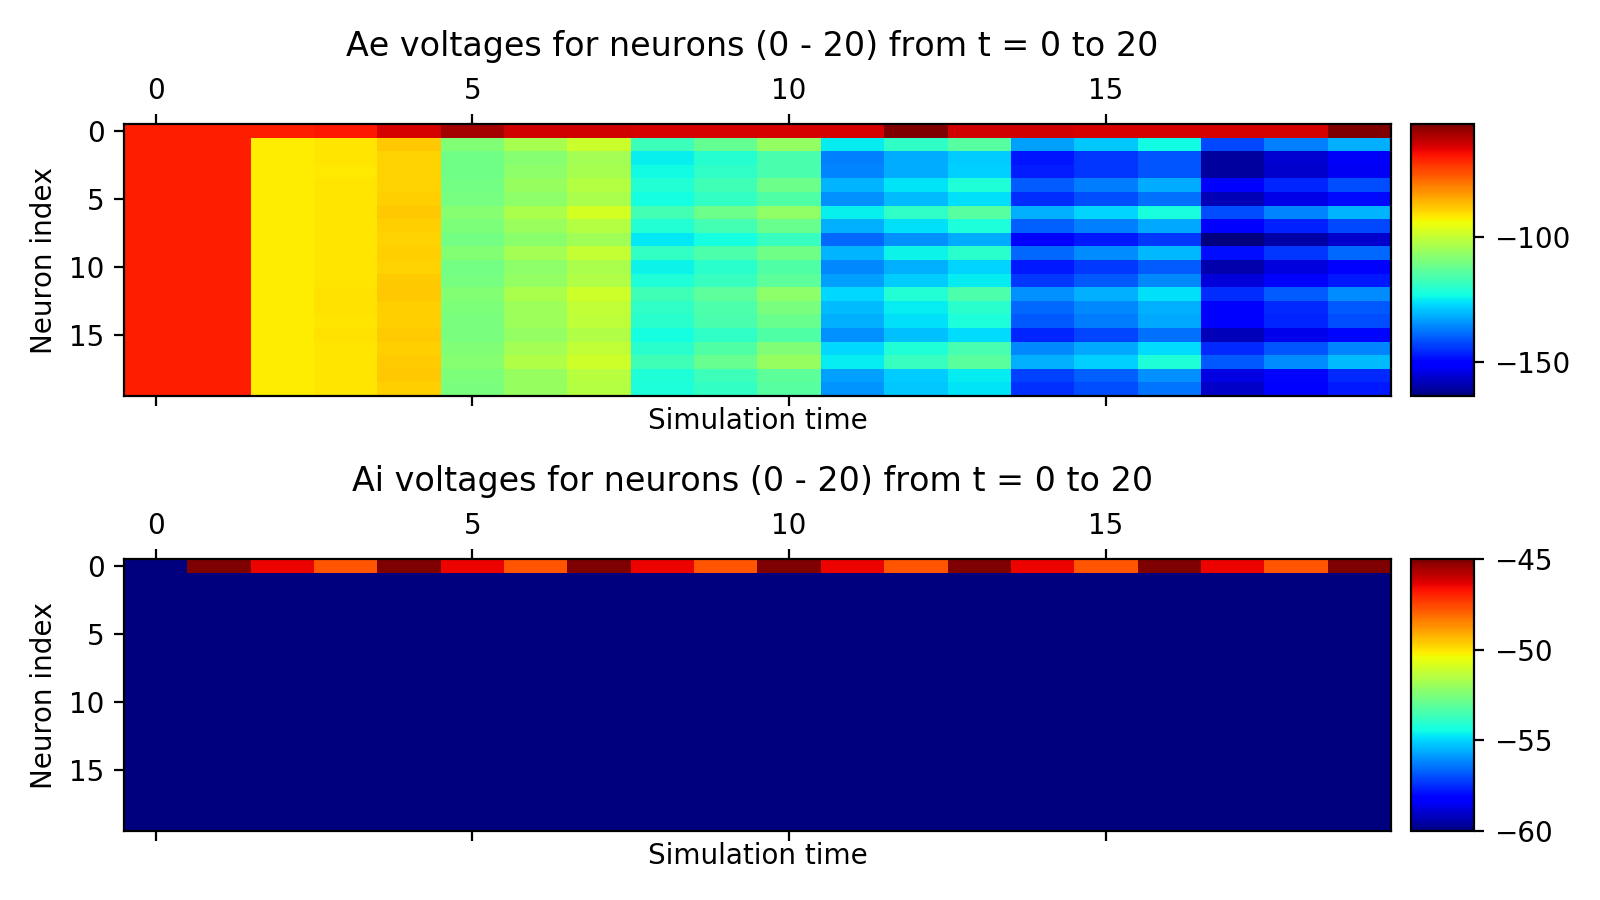 Ae voltages for neurons (0 - 20) from t = 0 to 20
0 5 10 15
Neuron index
0
5
10
15
−100
−150
Simulation time
Ai voltages for neurons (0 - 20) from t = 0 to 20
0 5 10 15
Neuron index
0
5
10
15
−45
−50
−55
−60
Simulation time